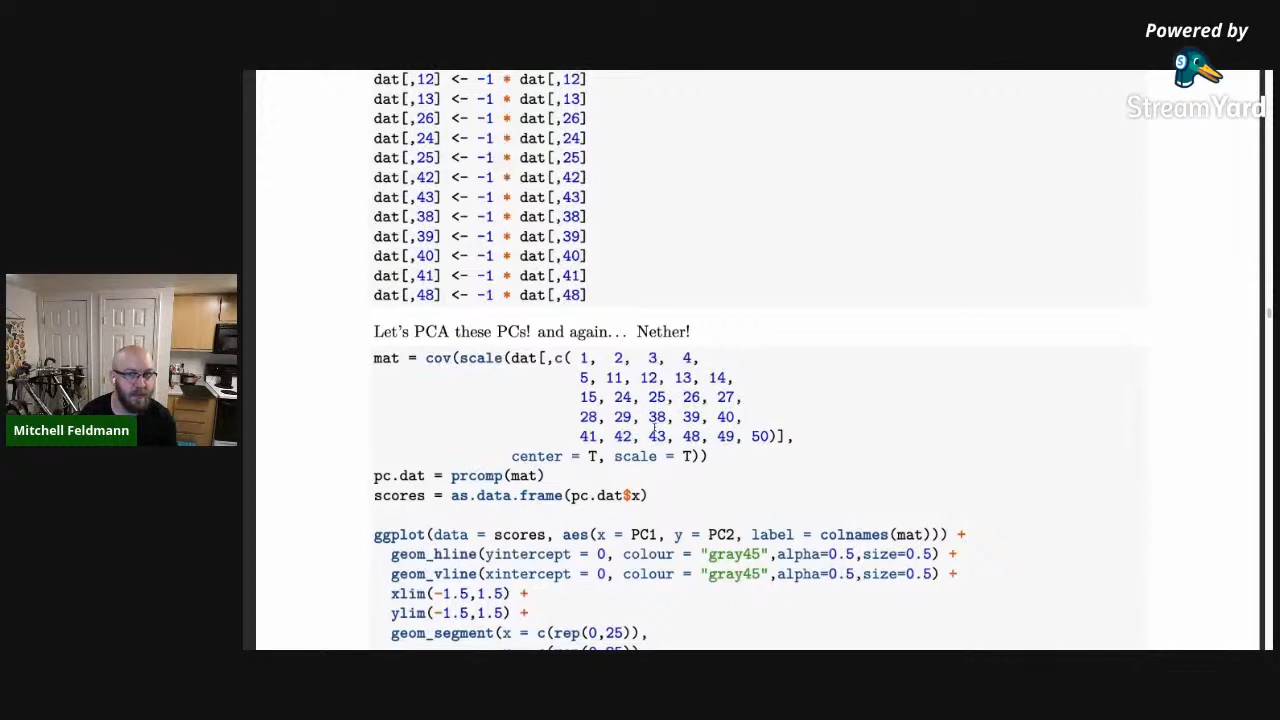 Powered by
StreamYard
dat[,12] <- -1 * dat[,12]
dat[,13] <- -1 * dat[,13]
dat[,26] <- -1 * dat[,26]
dat[,24] <- -1 * dat[,24]
dat[,25] <- -1 * dat[,25]
dat[,42] <- -1 * dat[,42]
dat[,43] <- -1 * dat[,43]
dat[,38] <- -1 * dat[,38]
dat[,39] <- -1 * dat[,39]
dat[,40] <- -1 * dat[,40]
dat[,41] <- -1 * dat[,41]
dat[,48] <- -1 * dat[,48]
Let's PCA these PCs! and again... Nether!
mat = cov(scale(dat[,c( 1, 2, 3, 4,
5, 11, 12, 13, 14,
15, 24, 25, 26, 27,
28, 29, 38, 39, 40,
41, 42, 43, 48, 49, 50)],
center = T, scale = T))
pc.dat = prcomp(mat)
scores = as.data.frame(pc.dat$x)
ggplot(data = scores, aes(x = PC1, y = PC2, label = colnames(mat))) +
geom_hline(yintercept = 0, colour = "gray45",alpha=0.5,size=0.5) +
geom_vline(xintercept = 0, colour = "gray45",alpha=0.5,size=0.5) +
xlim(-1.5,1.5) +
ylim(-1.5,1.5) +
geom_segment(x = c(rep(0,25)),
Mitchell Feldmann